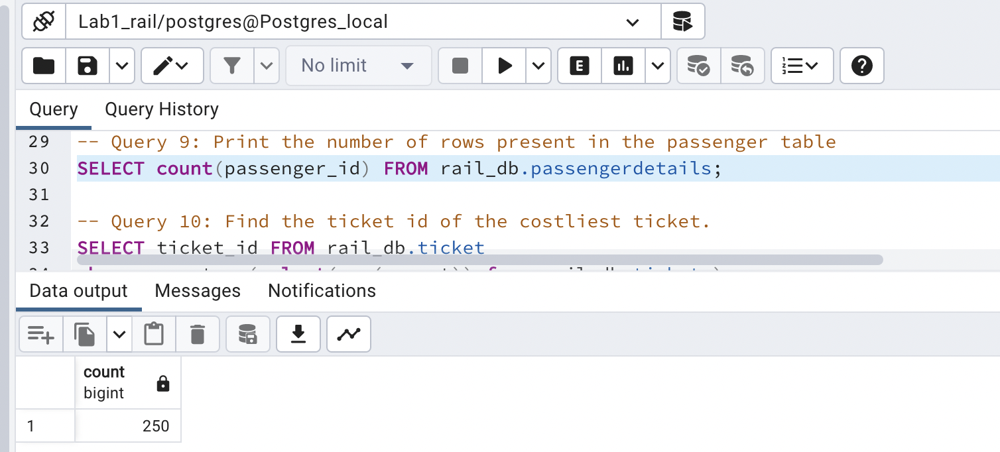 Lab1_rail/postgres@Postgres_local
No limit
E
Query Query History
29 -- Query 9: Print the number of rows present in the passenger table
30 SELECT count(passenger_id) FROM rail_db.passengerdetails;
31
32 -- Query 10: Find the ticket id of the costliest ticket.
33 SELECT ticket_id FROM rail_db.ticket
Data output Messages Notifications
count
bigint
1 250